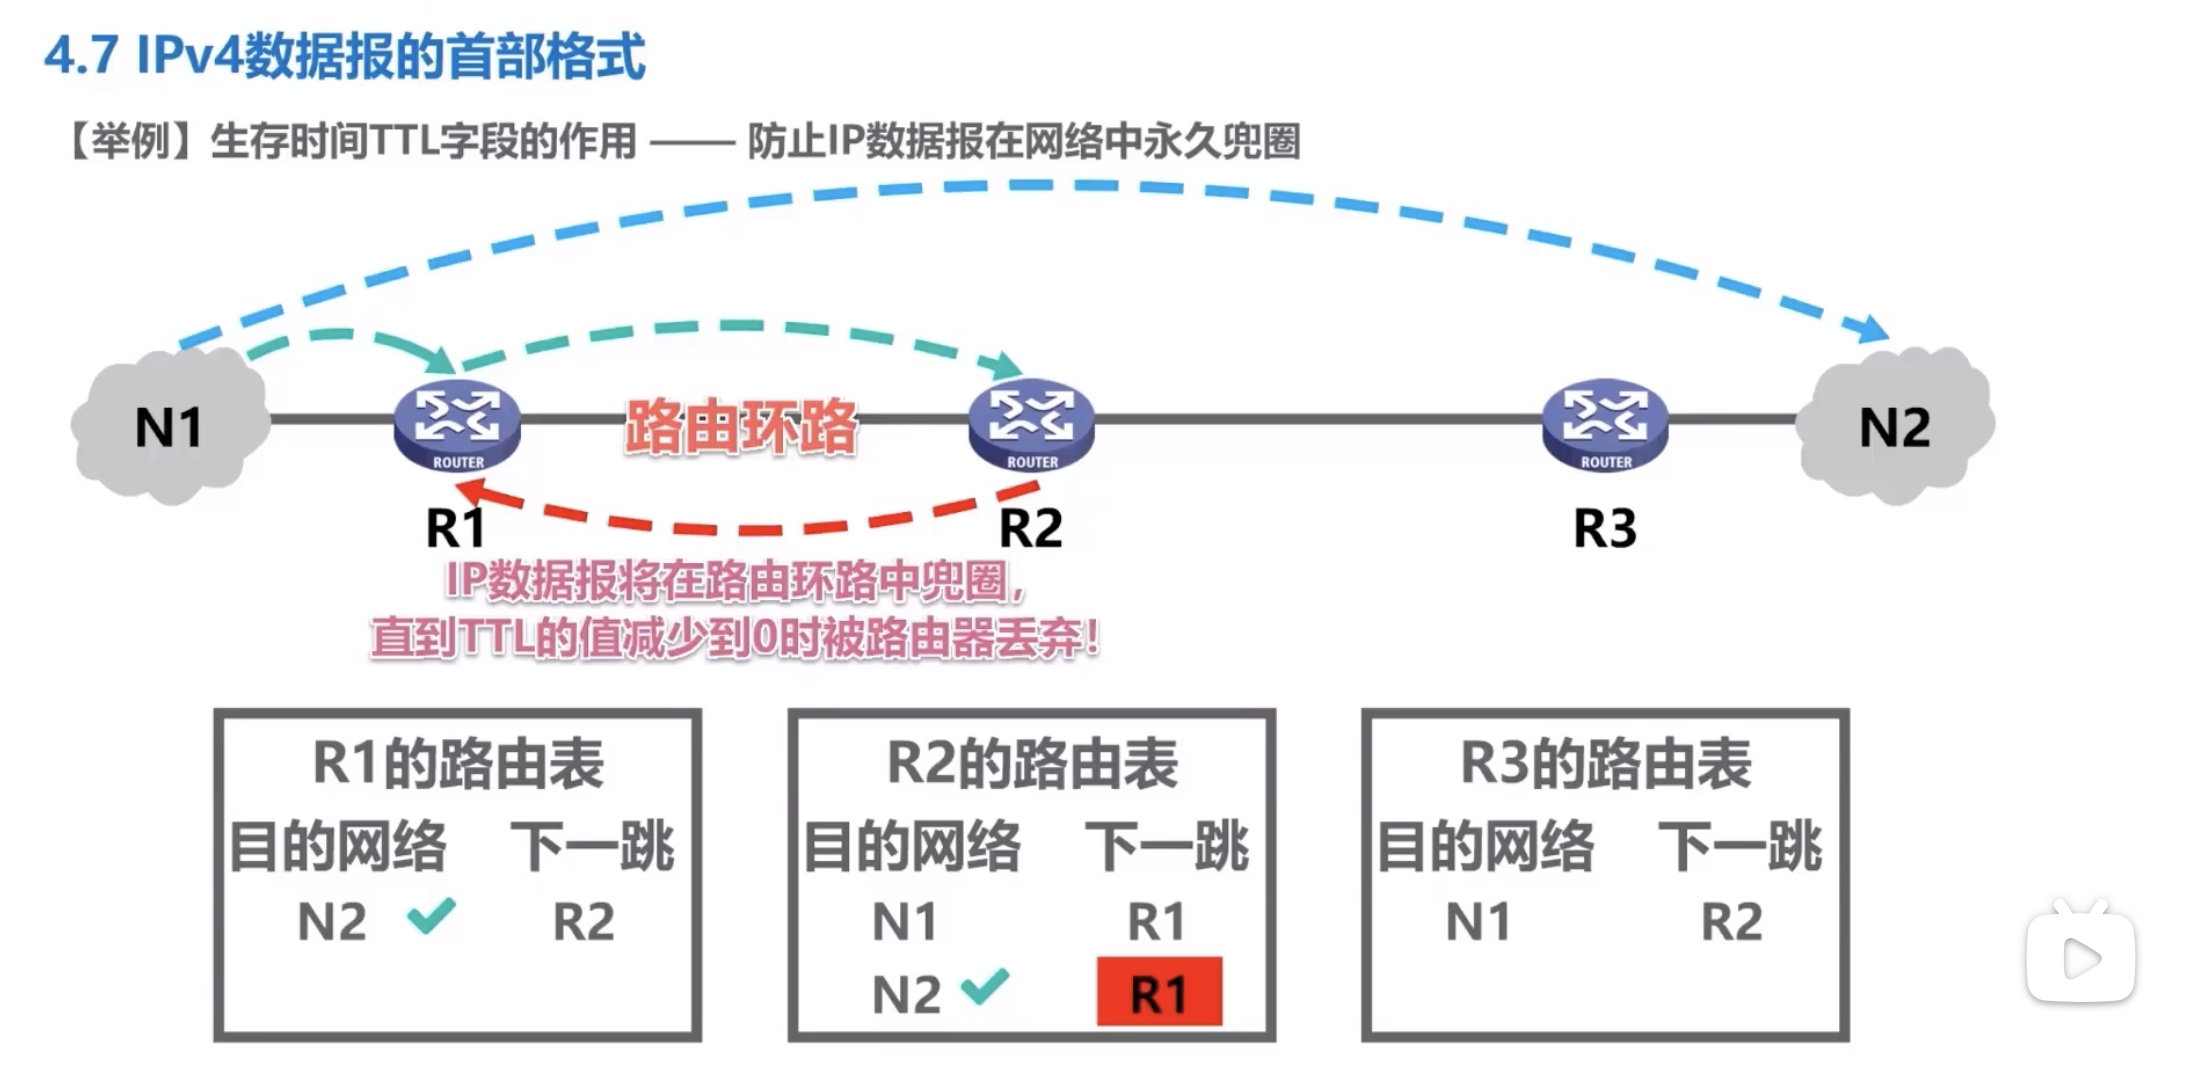 4.7 IPv4数据报的首部格式
【举例】生存时间TTL字段的作用 —— 防止IP数据报在网络中永久兜圈
N1
ROUTER
路由环路
ROUTER
ROUTER
N2
R1
R2
R3
IP数据报将在路由环路中兜圈，
直到TTL的值减少到0时被路由器丢弃！
R1的路由表
目的网络 下一跳
N2 R2
R2的路由表
目的网络 下一跳
N1 R1
N2 R1
R3的路由表
目的网络 下一跳
N1 R2